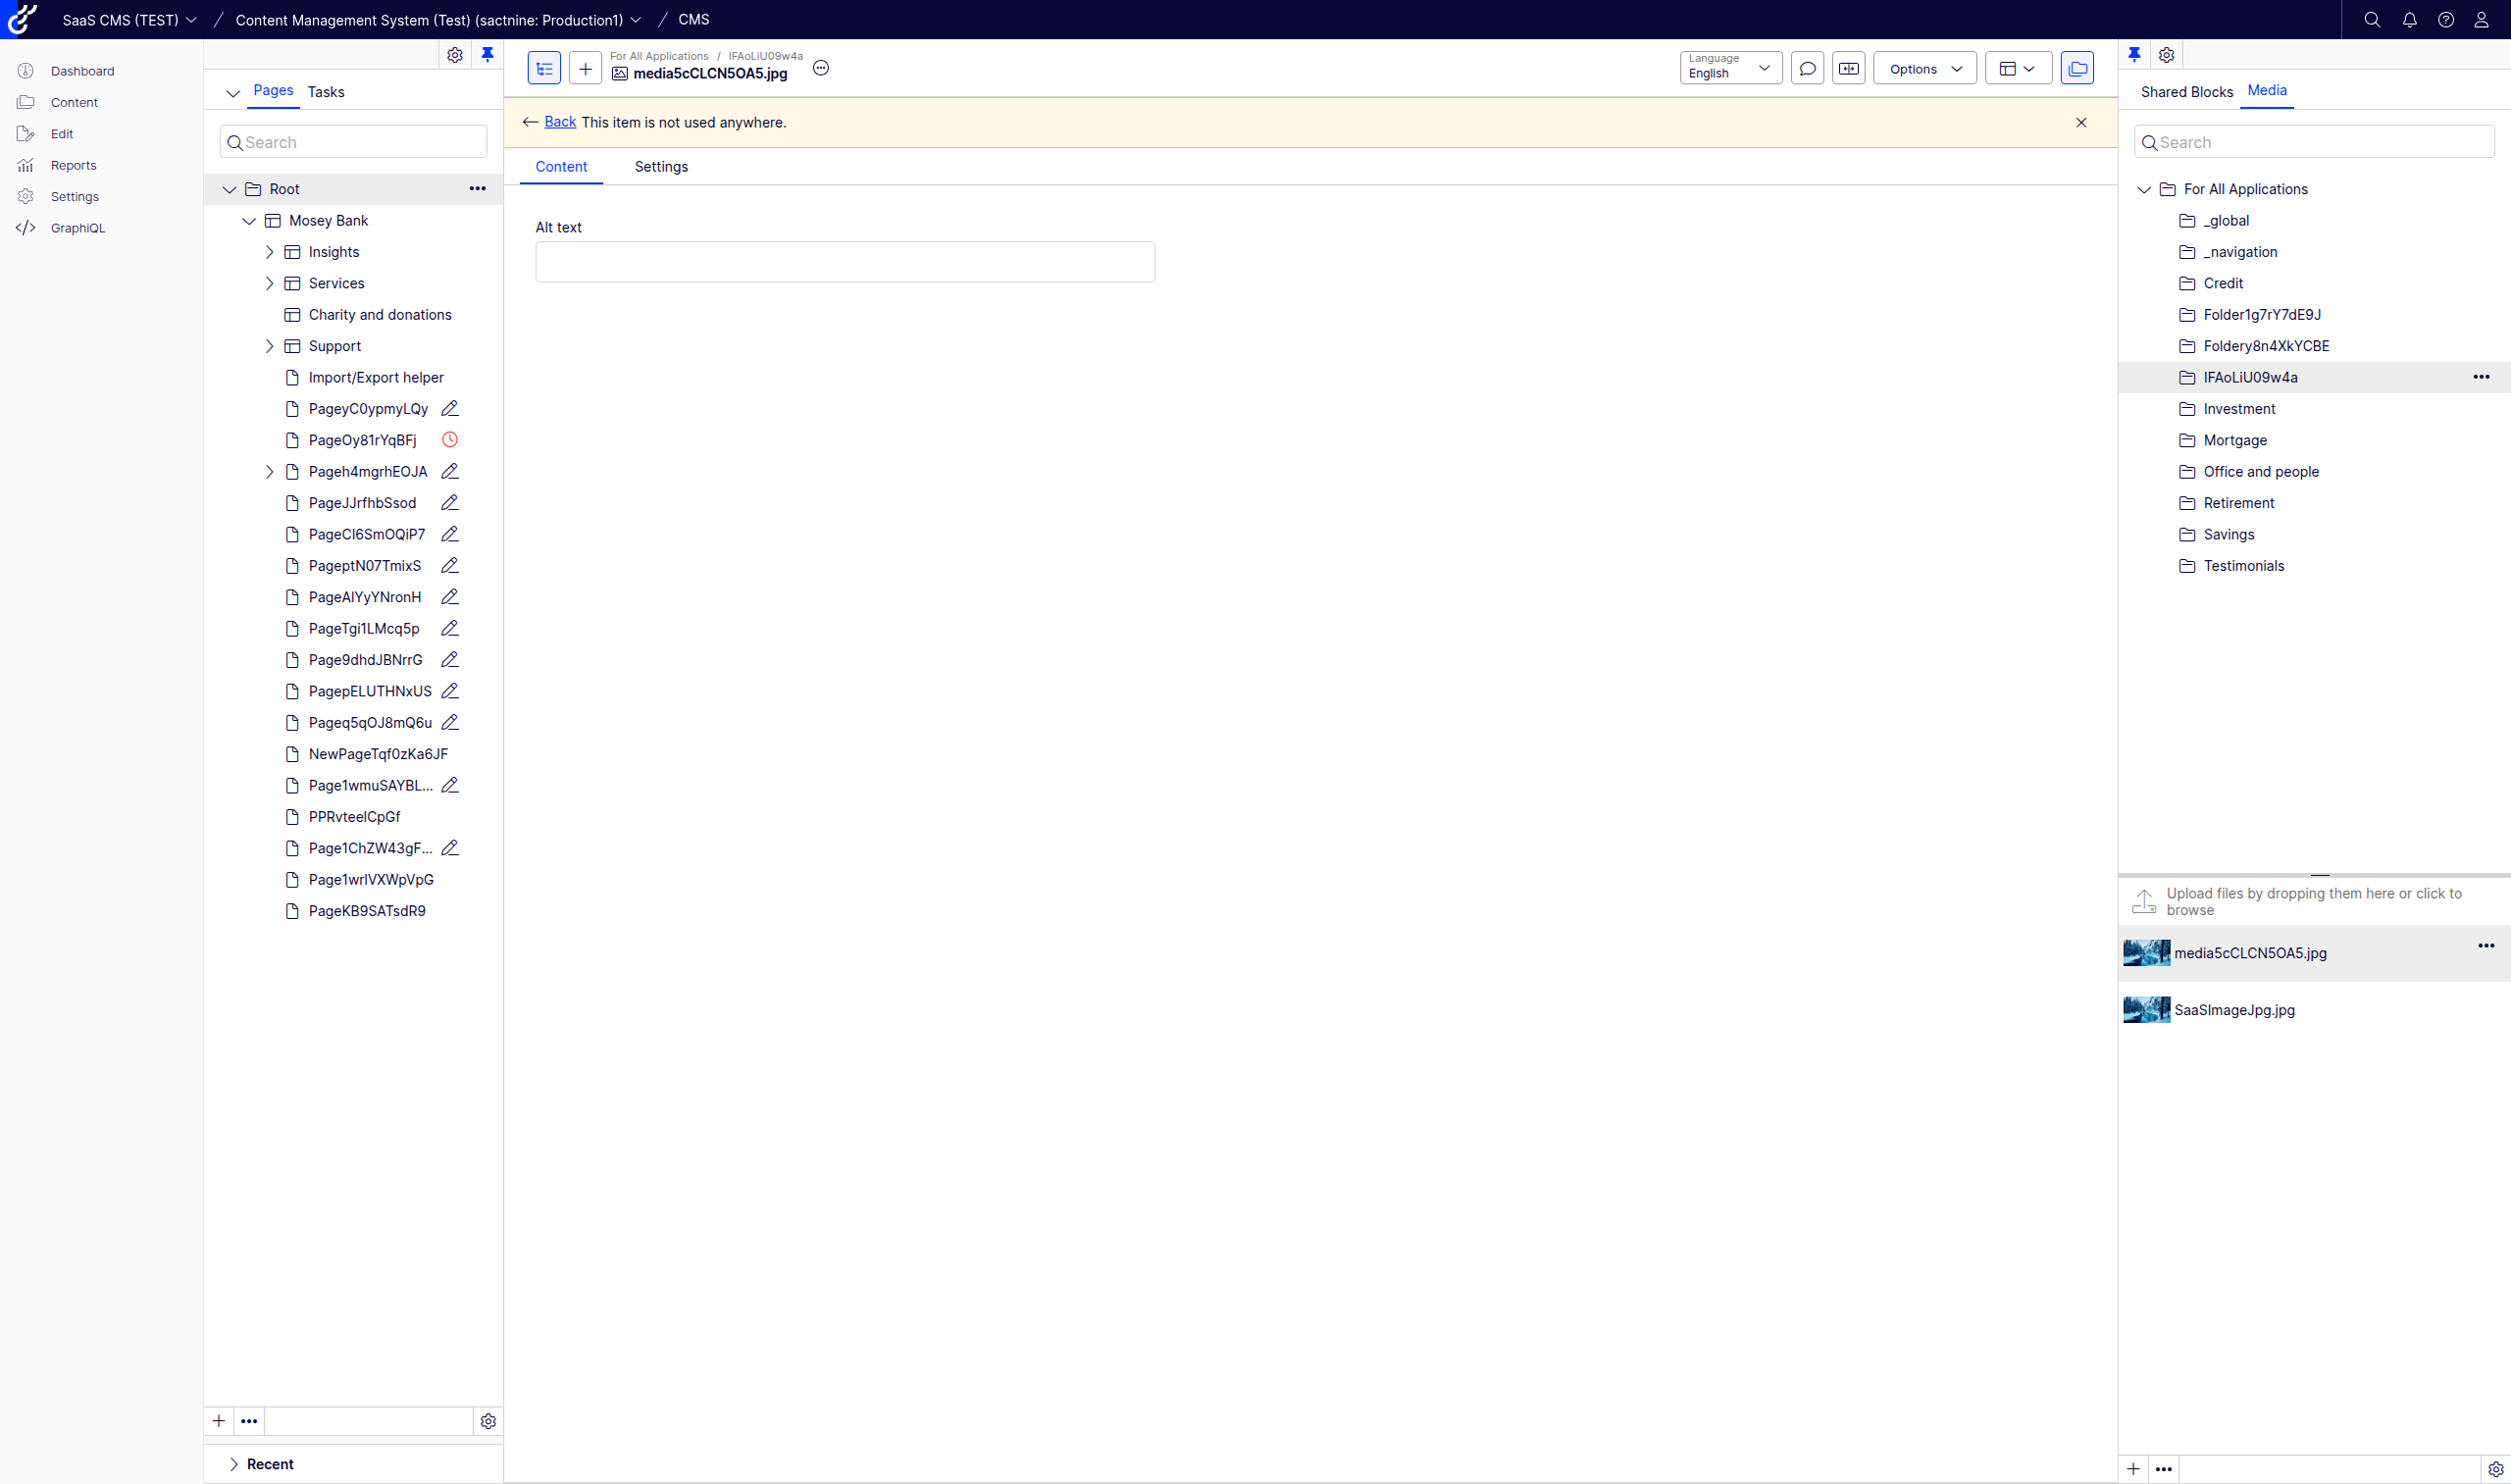 SaaS CMS (TEST) / Content Management System (Test) (sactnine: Production1) / CMS
Dashboard
Content
Edit
Reports
Settings
GraphiQL
Pages Tasks
Search
Root
Mosey Bank
Insights
Services
Charity and donations
Support
Import/Export helper
PageyC0ypmyLQy
PageOy81rYqBFj
Pageh4mgrhEOJA
PageJJrfhbSsod
PageCl6SmOQiP7
PageptN07TmixS
PageAlYyYNronH
PageTgi1LMcq5p
Page9dhdJBNrrG
PagepELUTHNxUS
Pageq5qOJ8mQ6u
NewPageTqf0zKa6JF
Page1wmuSAYBL...
PPRvteelCpGf
Page1ChZW43gF...
Page1wrlVXWpVpG
PageKB9SATsdR9
Recent
For All Applications / IFAoLiU09w4a
media5cCLCN5OA5.jpg
Language
English
Options
Back This item is not used anywhere.
Content Settings
Alt text
Shared Blocks Media
Search
For All Applications
_global
_navigation
Credit
Folder1g7rY7dE9J
Foldery8n4XkYCBE
IFAoLiU09w4a
Investment
Mortgage
Office and people
Retirement
Savings
Testimonials
Upload files by dropping them here or click to
browse
media5cCLCN5OA5.jpg
SaaSImageJpg.jpg